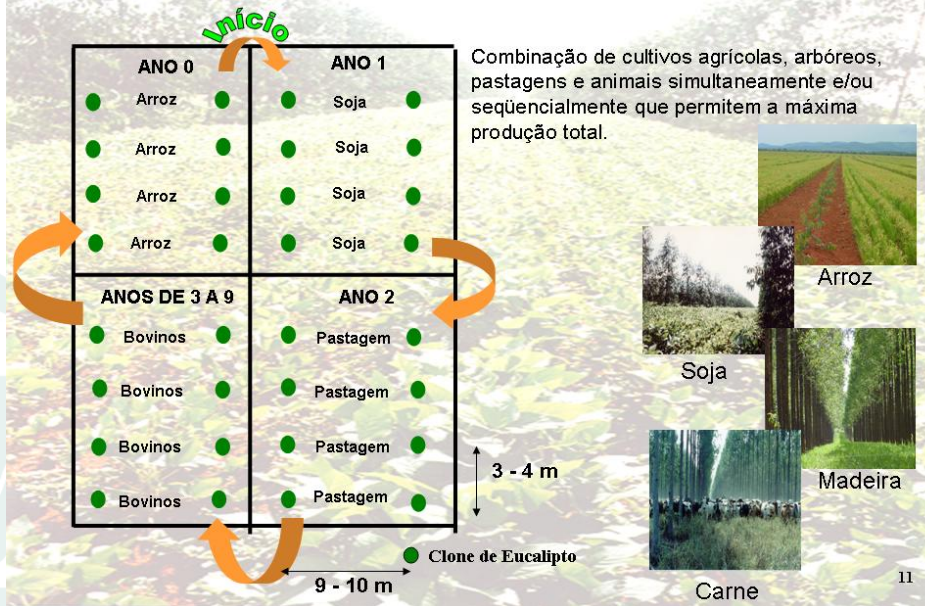 Início
ANO 0
Arroz
Arroz
Arroz
Arroz
ANO 1
Soja
Soja
Soja
Soja
ANOS DE 3 A 9
Bovinos
Bovinos
Bovinos
Bovinos
ANO 2
Pastagem
Pastagem
Pastagem
Pastagem
3 - 4 m
9 - 10 m
Clone de Eucalipto
Combinação de cultivos agrícolas, arbóreos,
pastagens e animais simultaneamente e/ou
seqüencialmente que permitem a máxima
produção total.
Arroz
Soja
Madeira
Carne
11